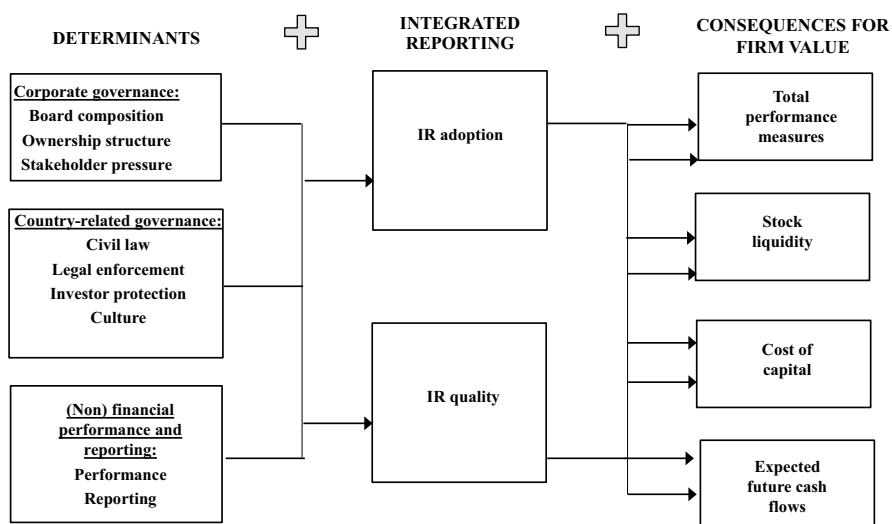 DETERMINANTS
INTEGRATED
REPORTING
CONSEQUENCES FOR
FIRM VALUE
Corporate governance:
Board composition
Ownership structure
Stakeholder pressure
Country-related governance:
Civil law
Legal enforcement
Investor protection
Culture
(Non) financial
performance and
reporting:
Performance
Reporting
IR adoption
IR quality
Total
performance
measures
Stock
liquidity
Cost of
capital
Expected
future cash
flows